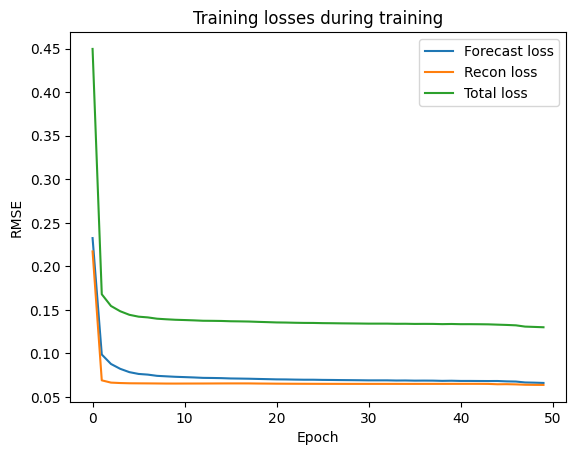 Training losses during training
0.45
0.40
0.35
0.30
0.25
0.20
0.15
0.10
0.05
RMSE
Forecast loss
Recon loss
Total loss
0 10 20 30 40 50
Epoch